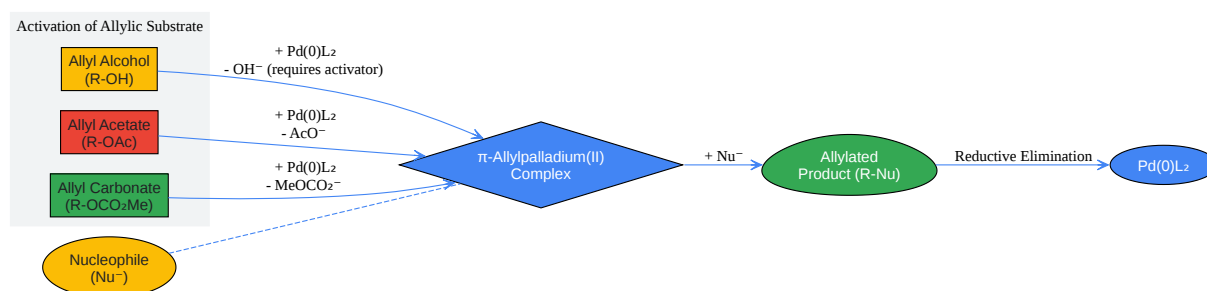 Activation of Allylic Substrate
Allyl Alcohol
(R-OH)
+ Pd(0)L₂
- OH⁻ (requires activator)
Allyl Acetate
(R-OAc)
+ Pd(0)L₂
- AcO⁻
Allyl Carbonate
(R-OCO₂Me)
+ Pd(0)L₂
- MeOCO₂⁻
Nucleophile
(Nu⁻)
π-Allylpalladium(II)
Complex
+ Nu⁻
Allylated
Product (R-Nu)
Reductive Elimination
Pd(0)L₂